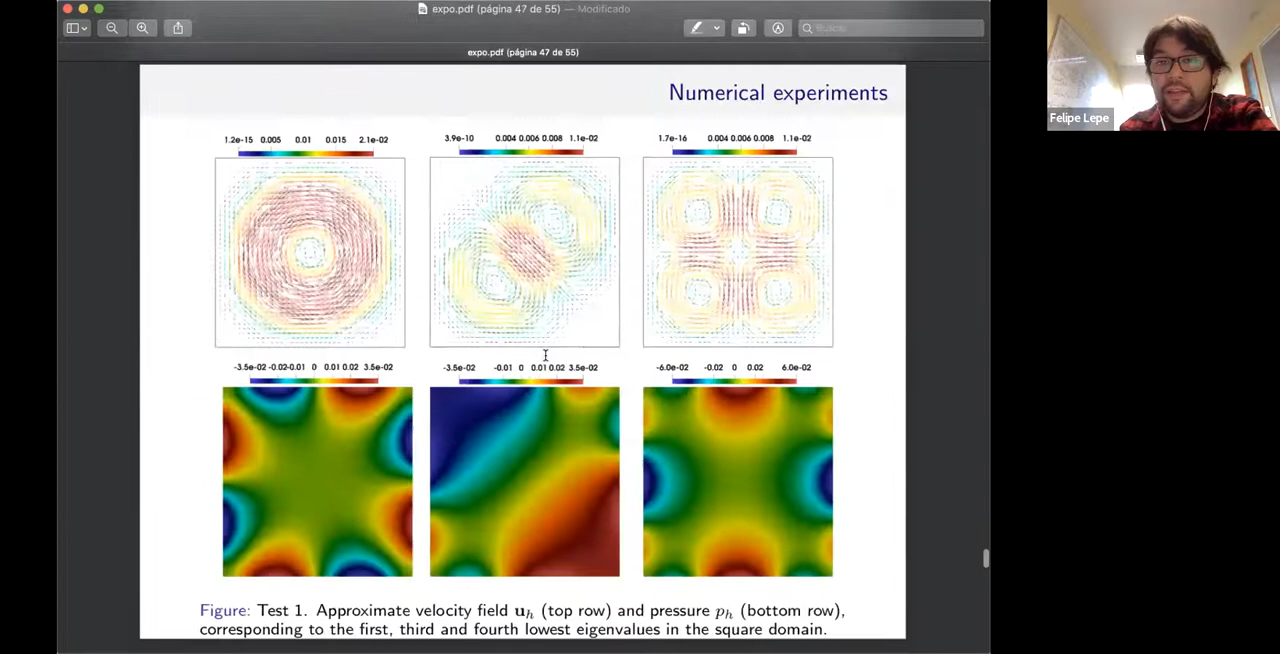 expo.pdf (página 47 de 55) — Modificado
Buscar
expo.pdf (página 47 de 55)
Numerical experiments
1.2e-15 0.005 0.01 0.015 2.1e-02
3.9e-10 0.004 0.006 0.008 1.1e-02
1.7e-16 0.004 0.006 0.008 1.1e-02
-3.5e-02 -0.02 -0.01 0 0.01 0.02 3.5e-02
-3.5e-02 -0.01 0 0.01 0.02 3.5e-02
-6.0e-02 -0.02 0 0.02 6.0e-02
Figure: Test 1. Approximate velocity field uₕ (top row) and pressure pₕ (bottom row),
corresponding to the first, third and fourth lowest eigenvalues in the square domain.
Felipe Lepe